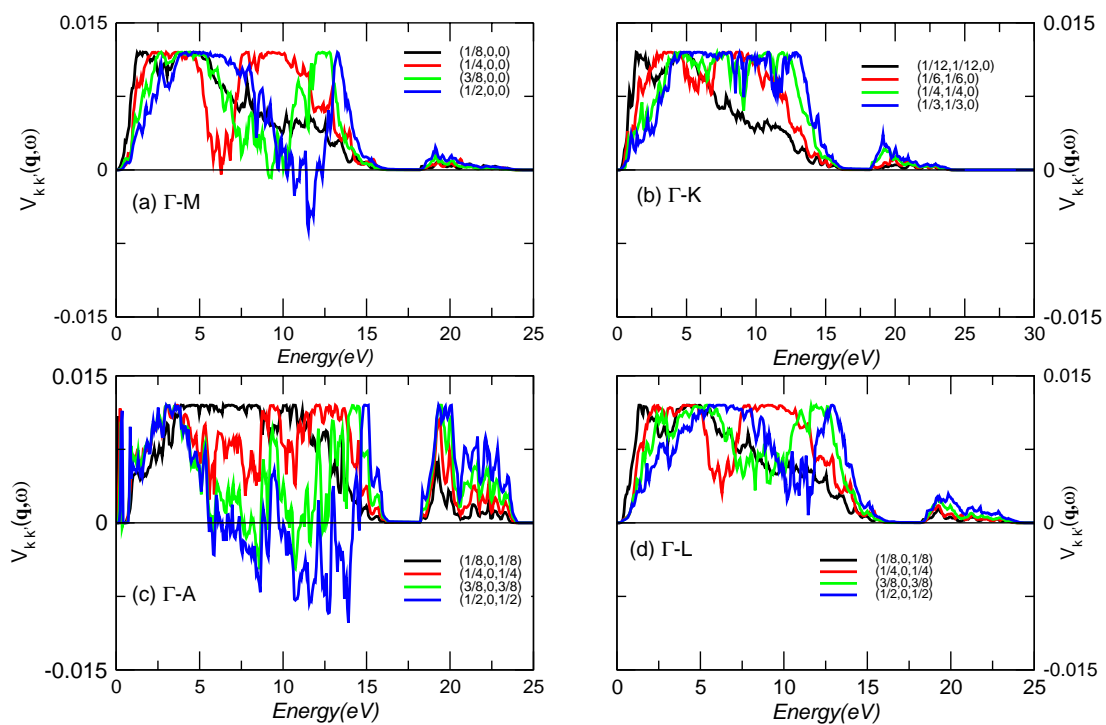 0.015
0
-0.015
V_{k k'}(q,ω)
(1/8,0,0)
(1/4,0,0)
(3/8,0,0)
(1/2,0,0)
(a) Γ-M
0 5 10 15 20 25
Energy(eV)
(1/12,1/12,0)
(1/6,1/6,0)
(1/4,1/4,0)
(1/3,1/3,0)
(b) Γ-K
0.015
0
-0.015
V_{k k'}(q,ω)
0 5 10 15 20 25 30
Energy(eV)
0.015
0
-0.015
V_{k k'}(q,ω)
(c) Γ-A
(1/8,0,1/8)
(1/4,0,1/4)
(3/8,0,3/8)
(1/2,0,1/2)
0 5 10 15 20 25
Energy(eV)
(d) Γ-L
(1/8,0,1/8)
(1/4,0,1/4)
(3/8,0,3/8)
(1/2,0,1/2)
0.015
0
-0.015
V_{k k'}(q,ω)
0 5 10 15 20 25
Energy(eV)